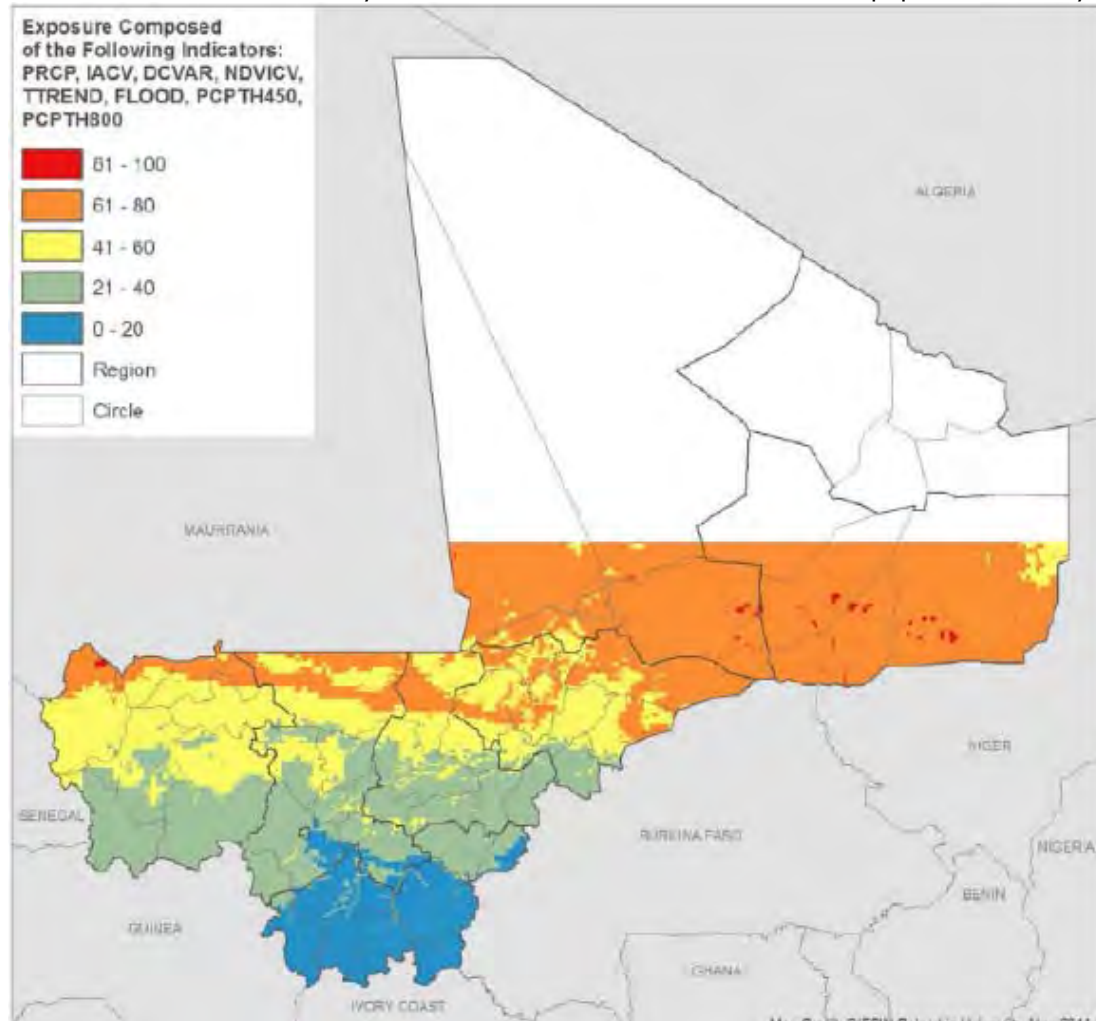 Exposure Composed
of the Following Indicators:
PRCP, IACV, DCVAR, NDVICV,
TTREND, FLOOD, PCPTH450,
PCPTH800
81 - 100
61 - 80
41 - 60
21 - 40
0 - 20
Region
Circle
ALGERIA
MAURITANIA
NIGER
SENEGAL
BURKINA FASO
NIGERIA
BENIN
GUINEA
GHANA
IVORY COAST